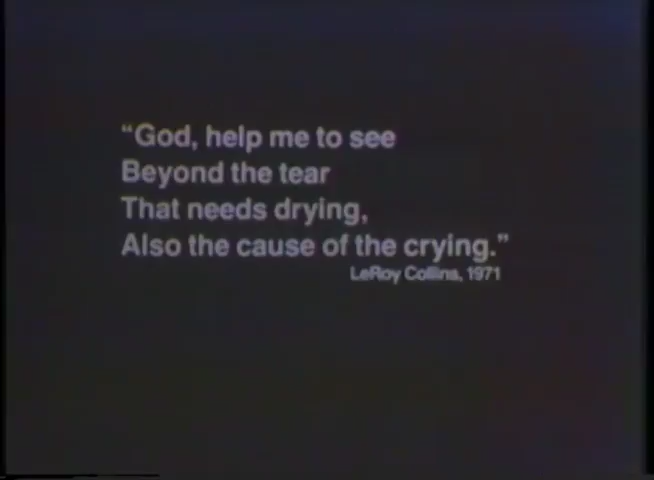 “God, help me to see
Beyond the tear
That needs drying,
Also the cause of the crying.”
LeRoy Collins, 1971